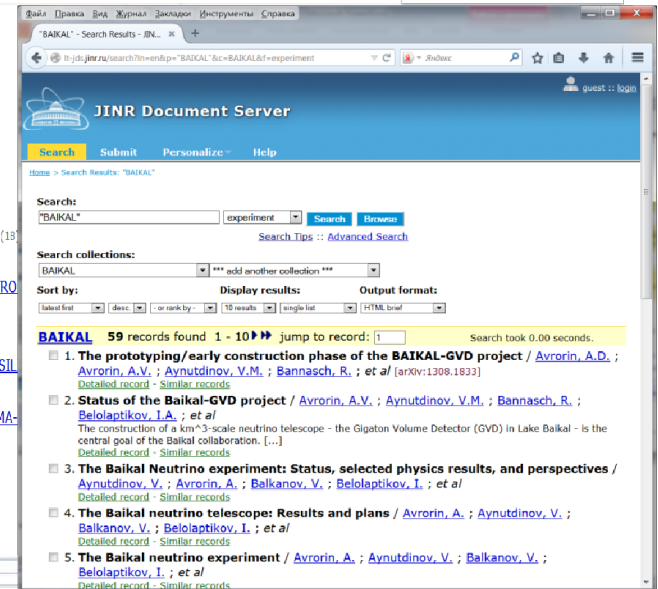 Файл Правка Вид Журнал Закладки Инструменты Справка
"BAIKAL" - Search Results - JIN... × +
lt-jds.jinr.ru/search?ln=en&p="BAIKAL"&c=BAIKAL&f=experiment
Яндекс
guest :: login
JINR Document Server
Search Submit Personalize Help
Home > Search Results: "BAIKAL"
Search:
"BAIKAL" experiment Search Browse
(18)
Search Tips :: Advanced Search
Search collections:
BAIKAL *** add another collection ***
RO
Sort by: Display results: Output format:
latest first desc. - or rank by - 10 results single list HTML brief
BAIKAL 59 records found 1 - 10 jump to record: 1 Search took 0.00 seconds.
SIL
1. The prototyping/early construction phase of the BAIKAL-GVD project / Avrorin, A.D. ;
Avrorin, A.V. ; Aynutdinov, V.M. ; Bannasch, R. ; et al [arXiv:1308.1833]
Detailed record - Similar records
2. Status of the Baikal-GVD project / Avrorin, A.V. ; Aynutdinov, V.M. ; Bannasch, R. ;
MA-
Belolaptikov, I.A. ; et al
The construction of a km^3-scale neutrino telescope - the Gigaton Volume Detector (GVD) in Lake Baikal - is the
central goal of the Baikal collaboration. [...]
Detailed record - Similar records
3. The Baikal Neutrino experiment: Status, selected physics results, and perspectives /
Aynutdinov, V. ; Avrorin, A. ; Balkanov, V. ; Belolaptikov, I. ; et al
Detailed record - Similar records
4. The Baikal neutrino telescope: Results and plans / Avrorin, A. ; Aynutdinov, V. ;
Balkanov, V. ; Belolaptikov, I. ; et al
Detailed record - Similar records
5. The Baikal neutrino experiment / Avrorin, A. ; Aynutdinov, V. ; Balkanov, V. ;
Belolaptikov, I. ; et al
Detailed record - Similar records